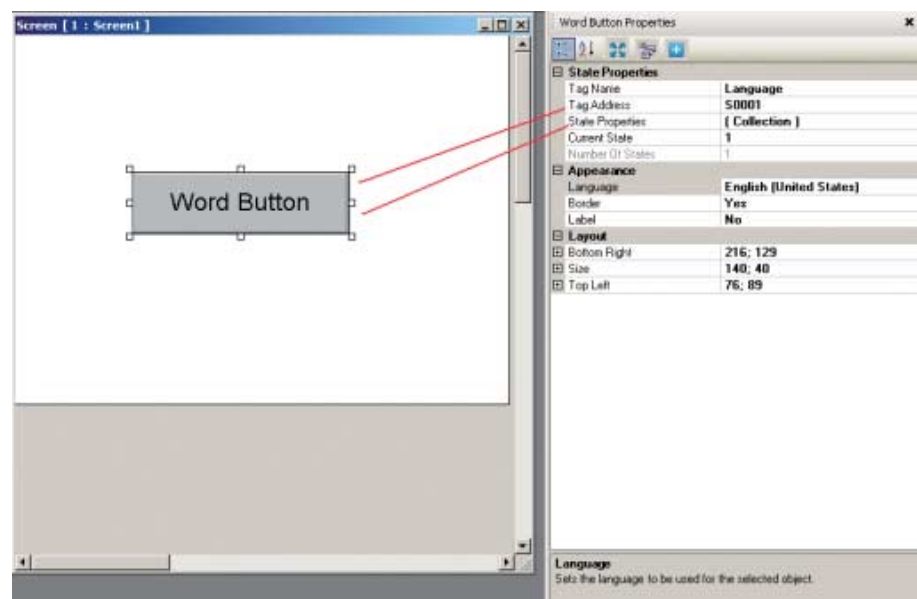 Screen [ 1 : Screen1 ]
Word Button
Word Button Properties
State Properties
Tag Name Language
Tag Address S0001
State Properties ( Collection )
Current State 1
Number Of States 1
Appearance
Language English (United States)
Border Yes
Label No
Layout
Bottom Right 216; 129
Size 140; 40
Top Left 76; 89
Language
Sets the language to be used for the selected object.